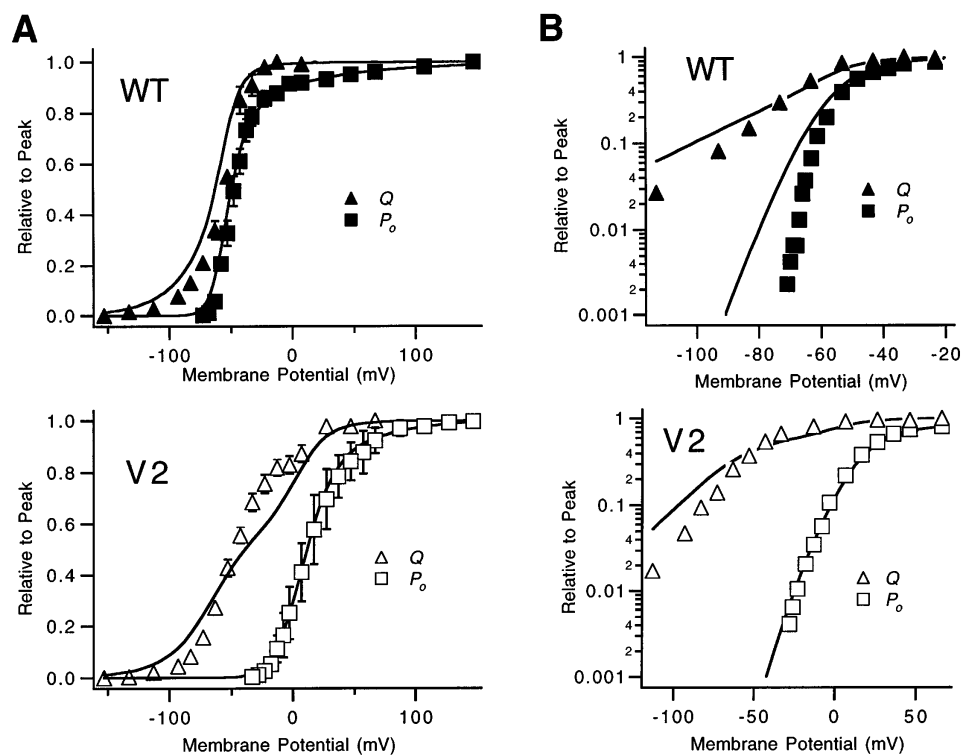 A
B
WT
1.0
0.8
0.6
0.4
0.2
0.0
Relative to Peak
Q
Po
-100
0
100
Membrane Potential (mV)
WT
1
4
2
0.1
4
2
0.01
4
2
0.001
Relative to Peak
Q
Po
-100
-80
-60
-40
-20
Membrane Potential (mV)
V2
1.0
0.8
0.6
0.4
0.2
0.0
Relative to Peak
Q
Po
-100
0
100
Membrane Potential (mV)
V2
1
4
2
0.1
4
2
0.01
4
2
0.001
Relative to Peak
Q
Po
-100
-50
0
50
Membrane Potential (mV)